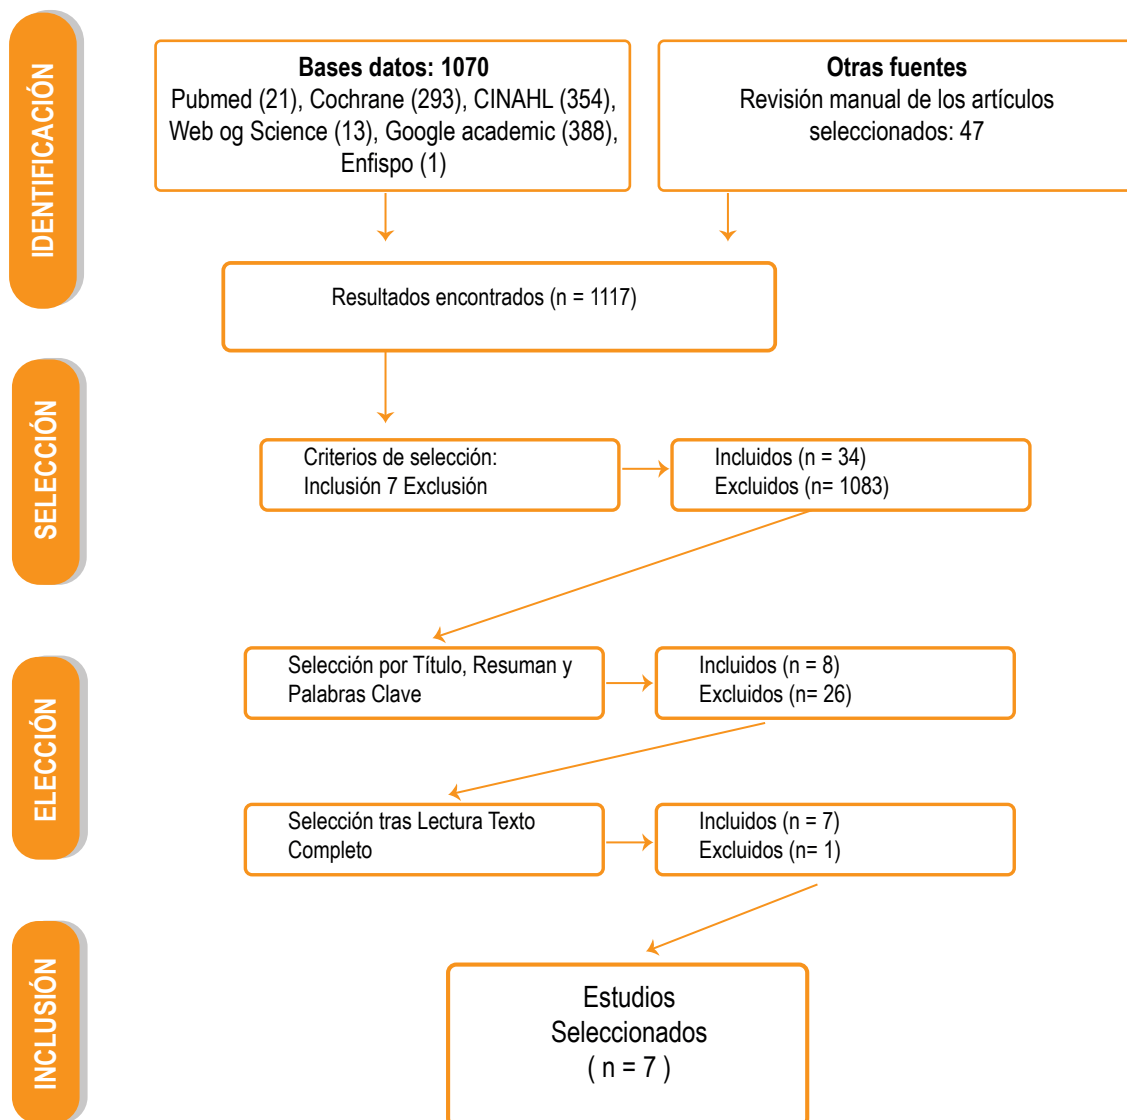 IDENTIFICACIÓN
Bases datos: 1070
Pubmed (21), Cochrane (293), CINAHL (354),
Web og Science (13), Google academic (388),
Enfispo (1)
Otras fuentes
Revisión manual de los artículos
seleccionados: 47
Resultados encontrados (n = 1117)
SELECCIÓN
Criterios de selección:
Inclusión 7 Exclusión
Incluidos (n = 34)
Excluidos (n= 1083)
ELECCIÓN
Selección por Título, Resuman y
Palabras Clave
Incluidos (n = 8)
Excluidos (n= 26)
Selección tras Lectura Texto
Completo
Incluidos (n = 7)
Excluidos (n= 1)
INCLUSIÓN
Estudios
Seleccionados
( n = 7 )